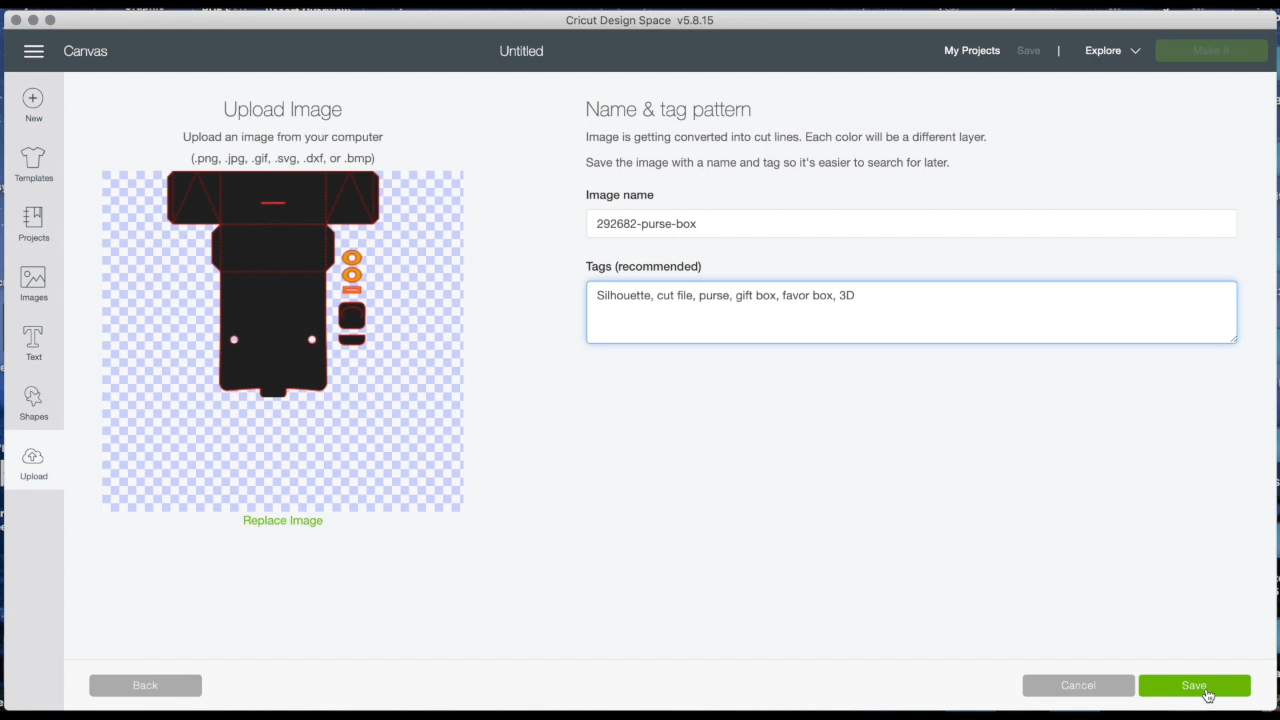 Cricut Design Space v5.8.15
Canvas
Untitled
My Projects Save | Explore
Make It
New
Templates
Projects
Images
Text
Shapes
Upload
Upload Image
Upload an image from your computer
(.png, .jpg, .gif, .svg, .dxf, or .bmp)
Replace Image
Name & tag pattern
Image is getting converted into cut lines. Each color will be a different layer.
Save the image with a name and tag so it's easier to search for later.
Image name
292682-purse-box
Tags (recommended)
Silhouette, cut file, purse, gift box, favor box, 3D
Back
Cancel
Save